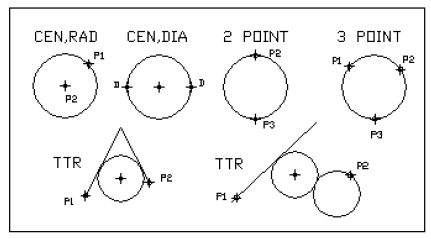 CEN,RAD CEN,DIA 2 POINT 3 POINT
P1 P2 P1 P2
D D
P2
P3 P3
TTR TTR
P2 P2
P1 P1